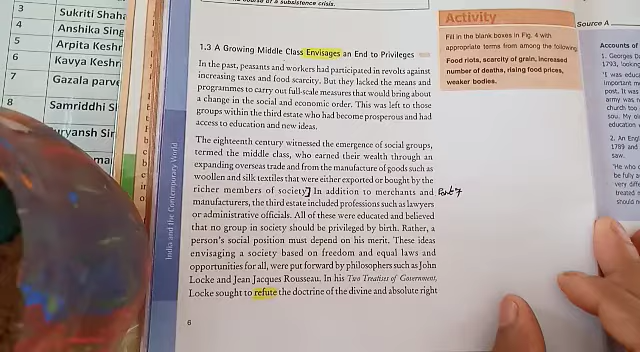 3 Sukriti Shaha
4 Anshika Sing
5 Arpita Keshr
6 Kavya Keshr
7 Gazala parve
8 Samriddhi Sl
uryansh Sin
course of a subsistence crisis.
1.3 A Growing Middle Class Envisages an End to Privileges
In the past, peasants and workers had participated in revolts against
increasing taxes and food scarcity. But they lacked the means and
programmes to carry out full-scale measures that would bring about
a change in the social and economic order. This was left to those
groups within the third estate who had become prosperous and had
access to education and new ideas.
The eighteenth century witnessed the emergence of social groups,
termed the middle class, who earned their wealth through an
expanding overseas trade and from the manufacture of goods such as
woollen and silk textiles that were either exported or bought by the
richer members of society. In addition to merchants and
manufacturers, the third estate included professions such as lawyers
or administrative officials. All of these were educated and believed
that no group in society should be privileged by birth. Rather, a
person's social position must depend on his merit. These ideas
envisaging a society based on freedom and equal laws and
opportunities for all, were put forward by philosophers such as John
Locke and Jean Jacques Rousseau. In his Two Treatises of Government,
Locke sought to refute the doctrine of the divine and absolute right
6
India and the Contemporary World
Activity
Fill in the blank boxes in Fig. 4 with
appropriate terms from among the following:
Food riots, scarcity of grain, increased
number of deaths, rising food prices,
weaker bodies.
Source A
Accounts of
1. Georges Da
1793, looking
'I was educa
important m
post. It was
army was h
church too
sou. My ol
education
2. An Engl
1789 and
saw.
'He who
be fully a
very diffe
treated
should n